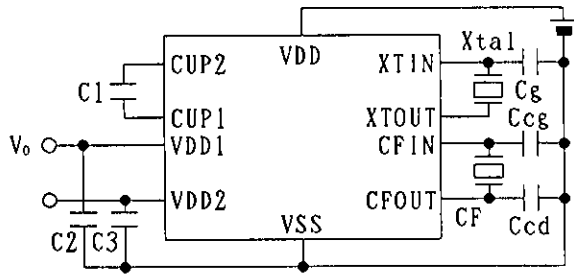 VDD
Xtal
CUP2
XTIN
C1
Cg
CUP1
XTOUT
Ccg
Vo
VDD1
CFIN
VDD2
CFOUT
VSS
CF
Ccd
C2
C3